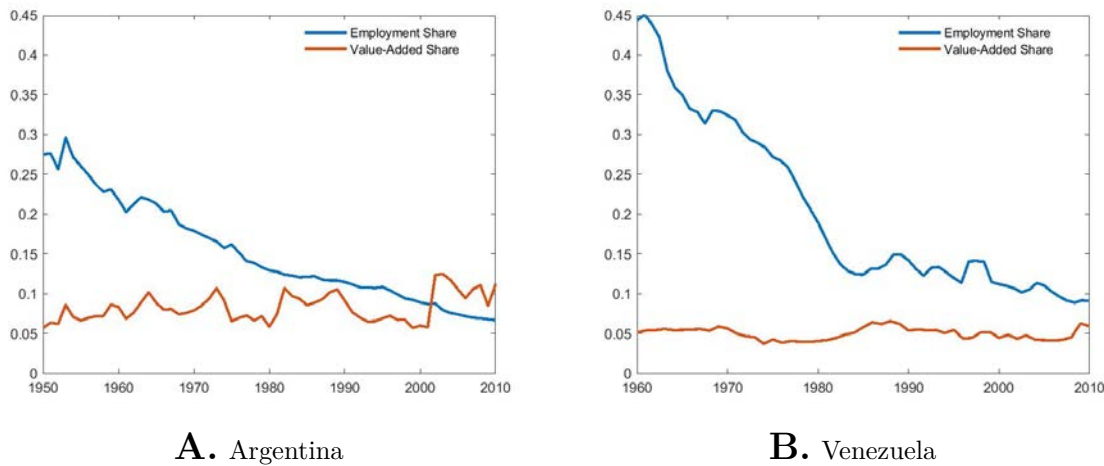 0.45
0.4
0.35
0.3
0.25
0.2
0.15
0.1
0.05
0
1950 1960 1970 1980 1990 2000 2010
Employment Share
Value-Added Share
A. Argentina
0.45
0.4
0.35
0.3
0.25
0.2
0.15
0.1
0.05
0
1960 1970 1980 1990 2000 2010
Employment Share
Value-Added Share
B. Venezuela